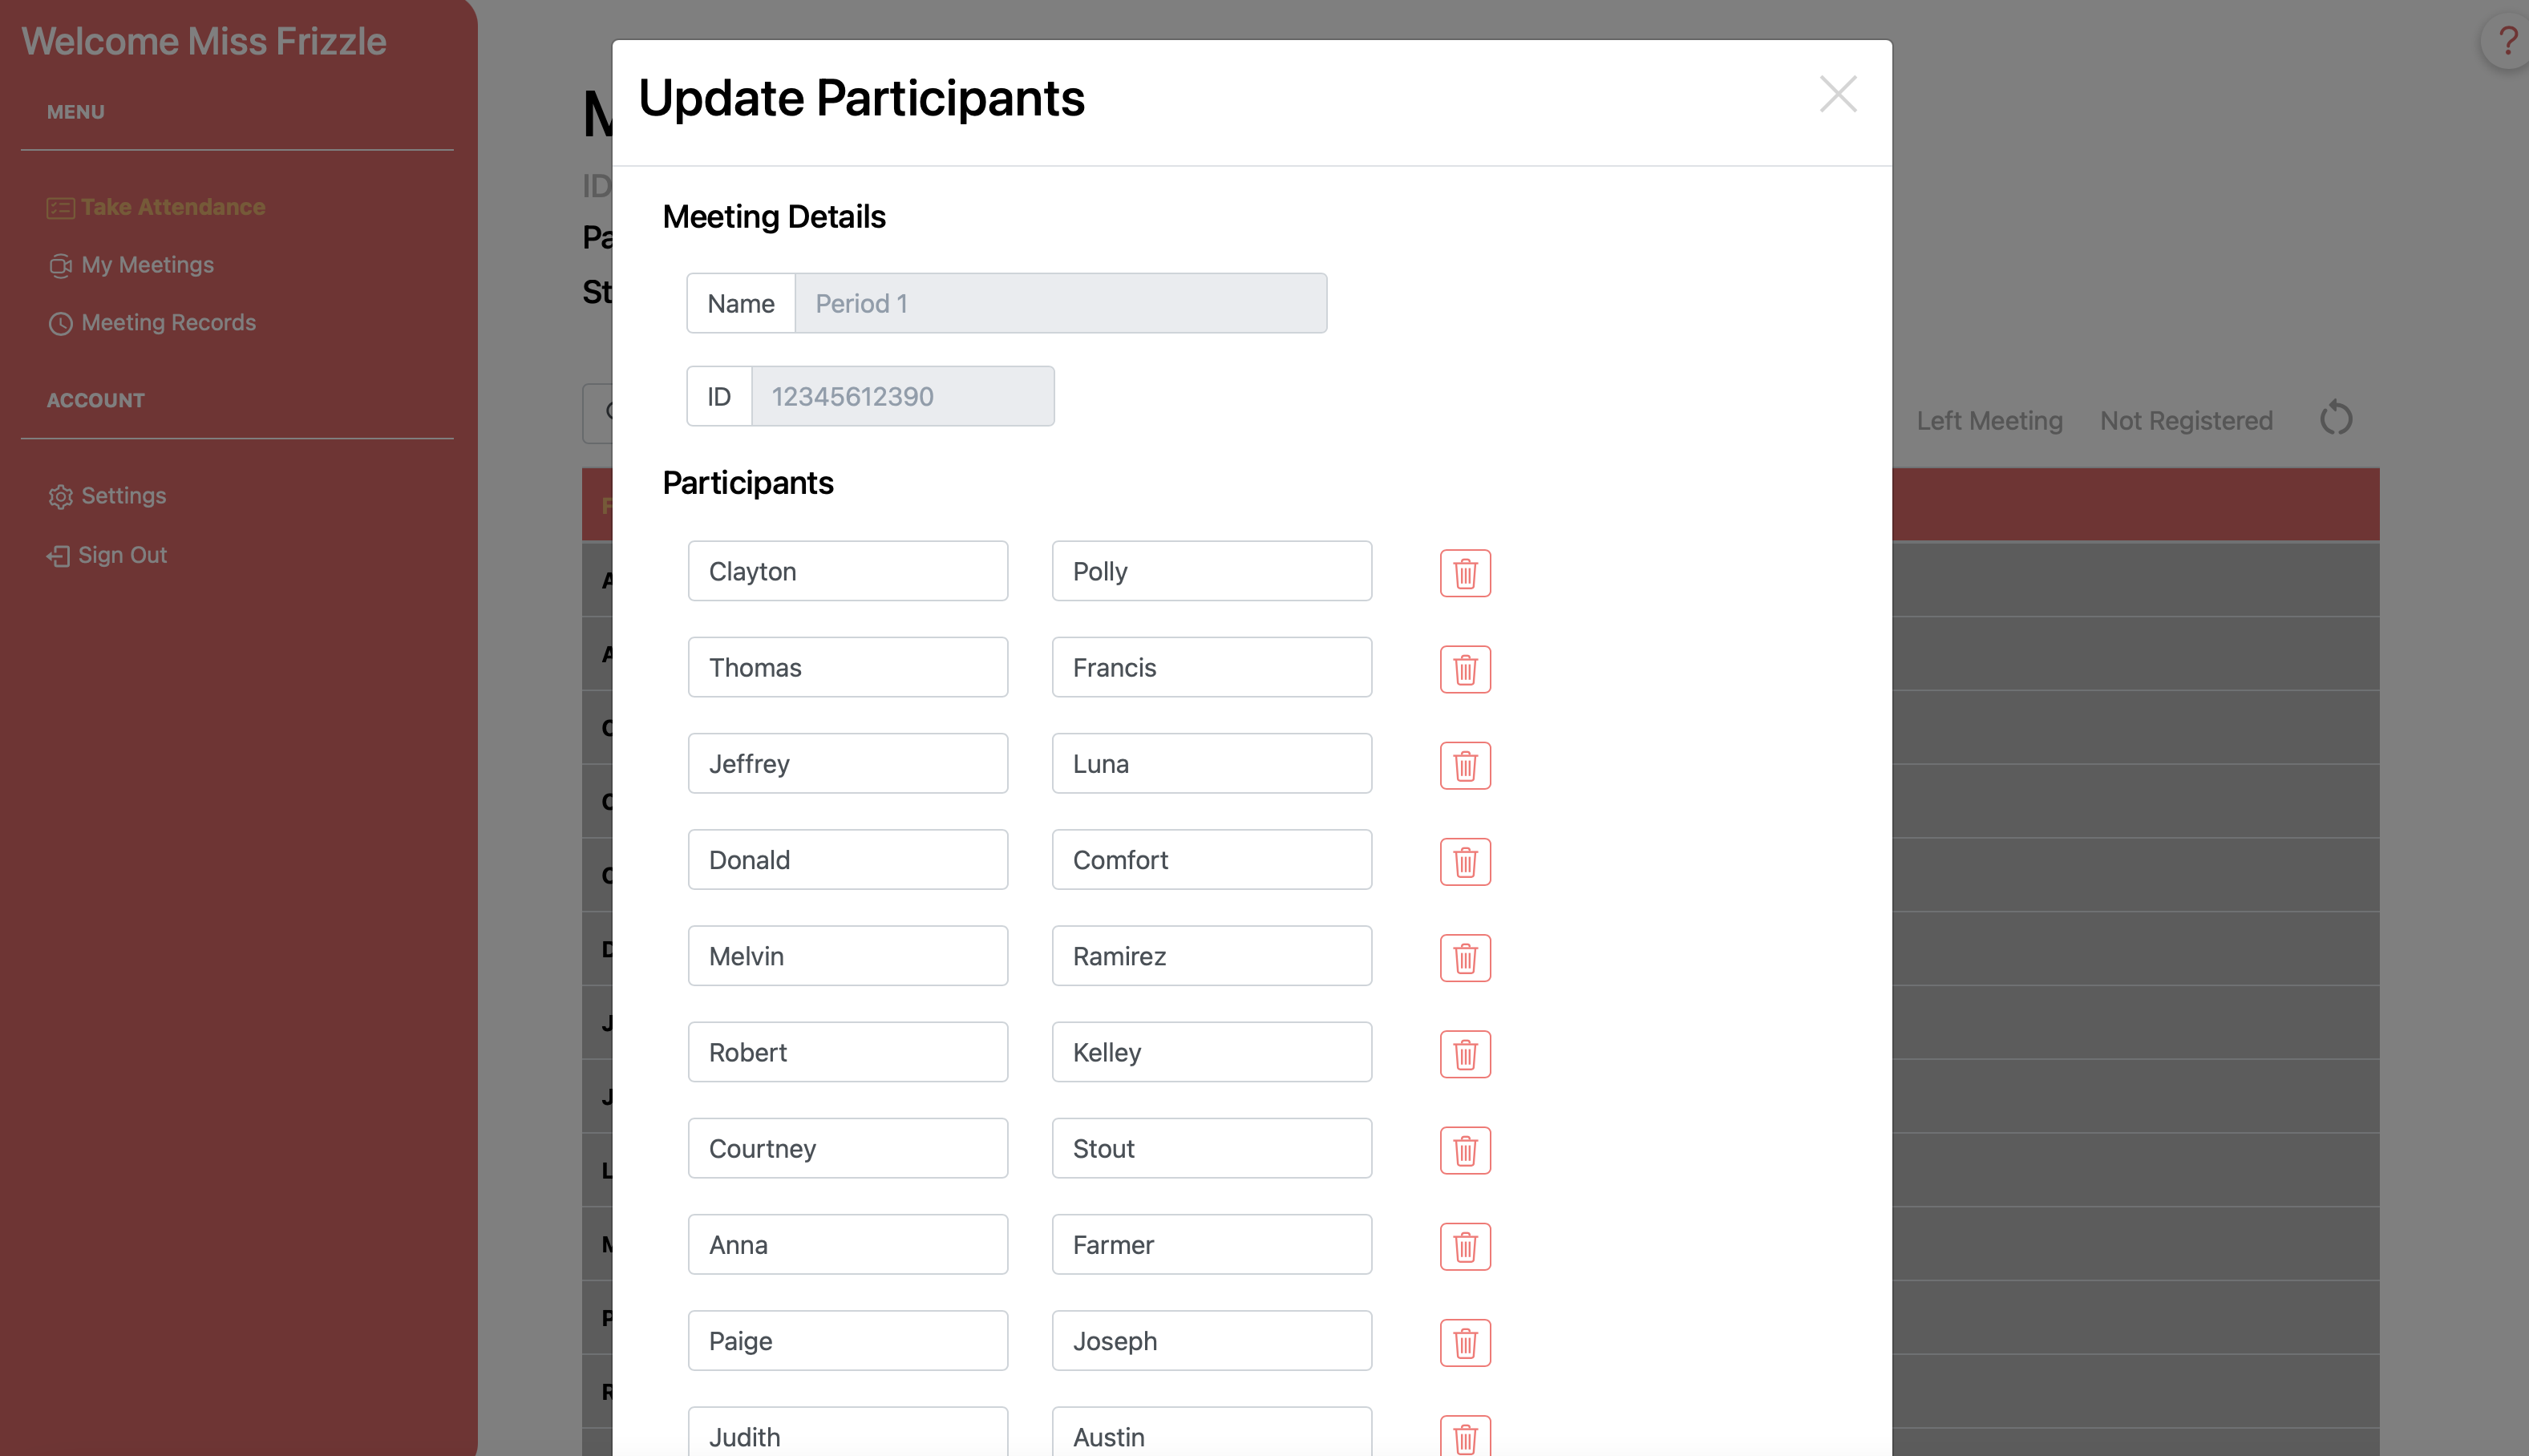 Welcome Miss Frizzle
MENU
Take Attendance
My Meetings
Meeting Records
ACCOUNT
Settings
Sign Out
ID
Update Participants
Meeting Details
Name Period 1
ID 12345612390
Participants
Clayton Polly
Thomas Francis
Jeffrey Luna
Donald Comfort
Melvin Ramirez
Robert Kelley
Courtney Stout
Anna Farmer
Paige Joseph
Judith Austin
Left Meeting Not Registered
?